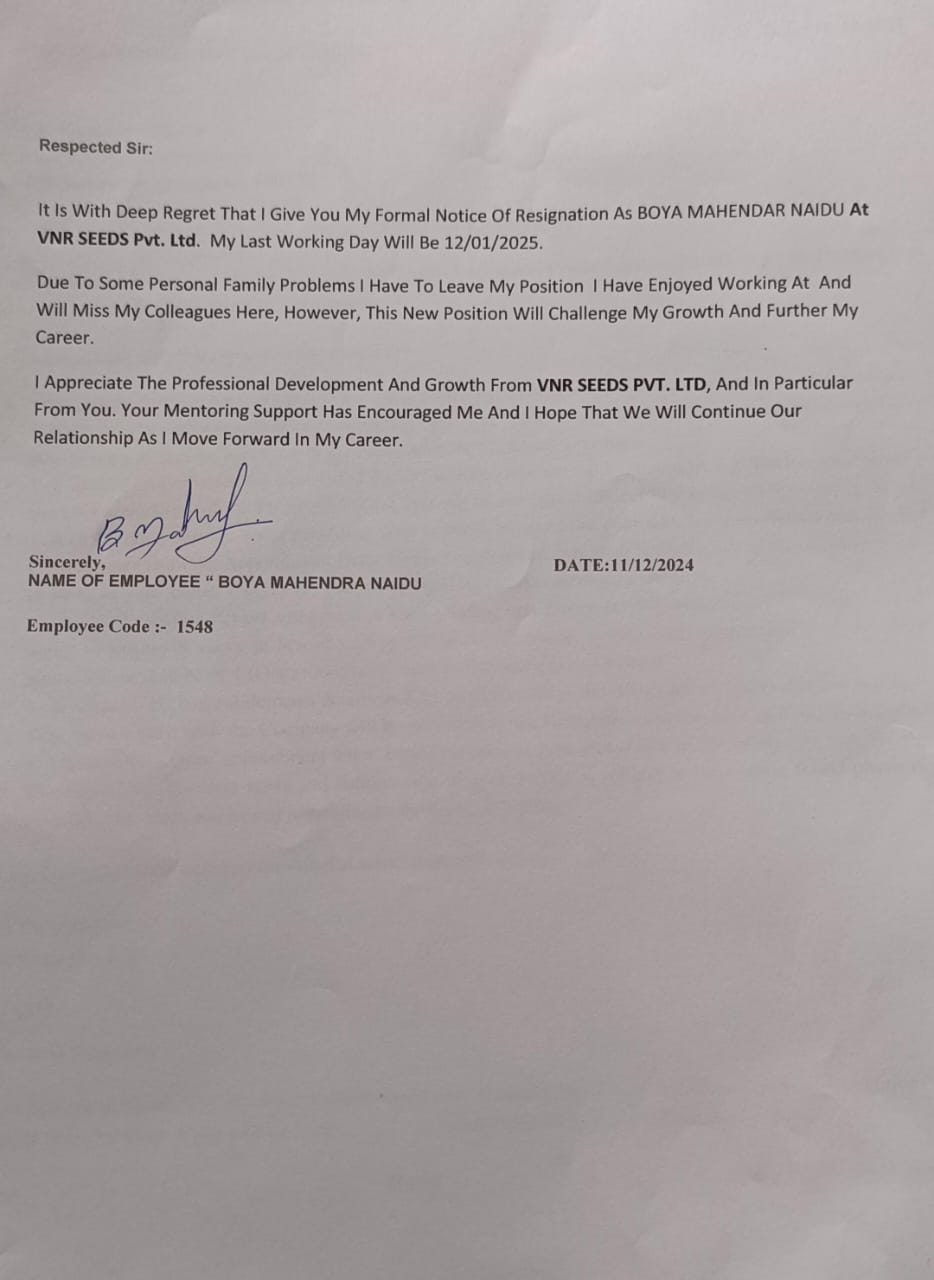 Respected Sir:
It Is With Deep Regret That I Give You My Formal Notice Of Resignation As BOYA MAHENDAR NAIDU At
VNR SEEDS Pvt. Ltd. My Last Working Day Will Be 12/01/2025.
Due To Some Personal Family Problems I Have To Leave My Position I Have Enjoyed Working At And
Will Miss My Colleagues Here, However, This New Position Will Challenge My Growth And Further My
Career.
I Appreciate The Professional Development And Growth From VNR SEEDS PVT. LTD, And In Particular
From You. Your Mentoring Support Has Encouraged Me And I Hope That We Will Continue Our
Relationship As I Move Forward In My Career.
Sincerely,
DATE:11/12/2024
NAME OF EMPLOYEE “ BOYA MAHENDRA NAIDU
Employee Code :- 1548